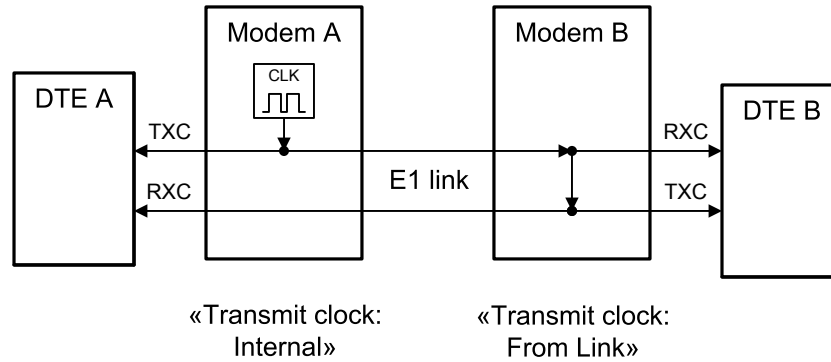 Modem A
Modem B
CLK
DTE A
DTE B
TXC
RXC
RXC
E1 link
TXC
«Transmit clock:
Internal»
«Transmit clock:
From Link»